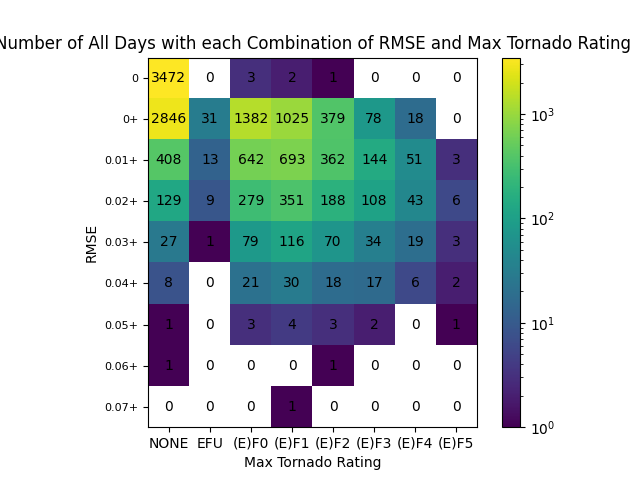 Number of All Days with each Combination of RMSE and Max Tornado Rating
0 3472 0 3 2 1 0 0 0
0+ 2846 31 1382 1025 379 78 18 0
0.01+ 408 13 642 693 362 144 51 3
0.02+ 129 9 279 351 188 108 43 6
0.03+ 27 1 79 116 70 34 19 3
0.04+ 8 0 21 30 18 17 6 2
0.05+ 1 0 3 4 3 2 0 1
0.06+ 1 0 0 0 1 0 0 0
0.07+ 0 0 0 1 0 0 0 0
NONE EFU (E)F0 (E)F1 (E)F2 (E)F3 (E)F4 (E)F5
Max Tornado Rating
RMSE
10³
10²
10¹
10⁰